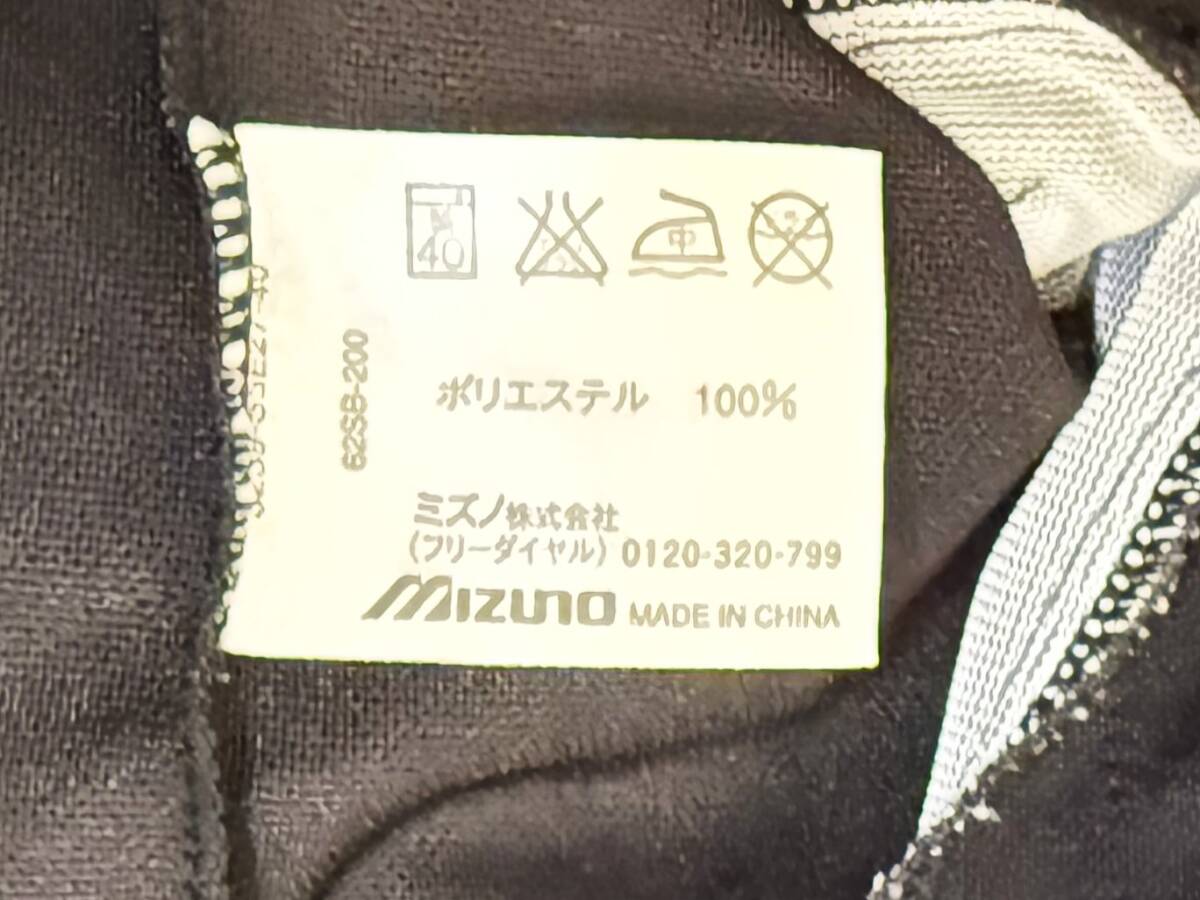 40
中
ポリエステル 100%
62SB-200
ミズノ株式会社
(フリーダイヤル) 0120-320-799
MIZUNO MADE IN CHINA